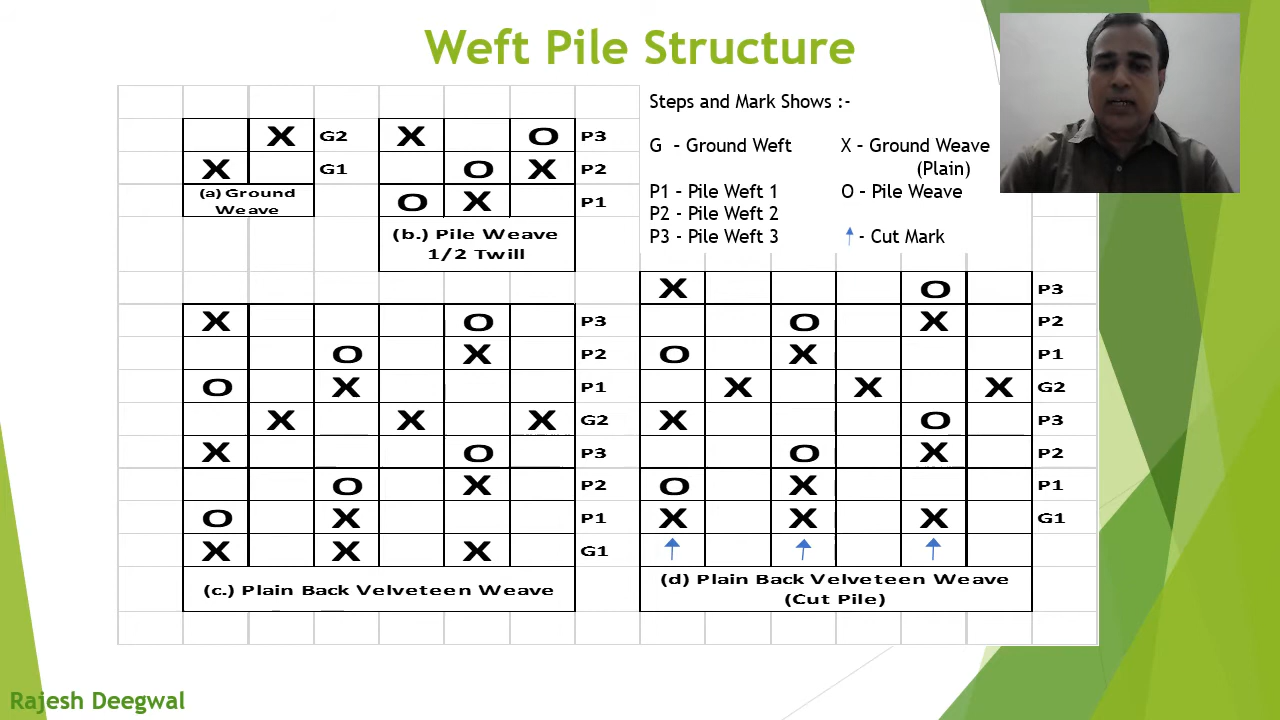 Weft Pile Structure
Steps and Mark Shows :-
G – Ground Weft
X – Ground Weave
(Plain)
P1 – Pile Weft 1
O – Pile Weave
P2 - Pile Weft 2
P3 - Pile Weft 3
↑ - Cut Mark
X G2
X G1
(a) Ground
Weave
X O P3
O X P2
O X P1
(b.) Pile Weave
1/2 Twill
X O P3
O X P2
O X P1
X X X G2
X O P3
O X P2
O X P1
X X X G1
(c.) Plain Back Velveteen Weave
X O P3
O X P2
O X P1
X X X G2
X O P3
O X P2
O X P1
X X X G1
↑ ↑ ↑
(d) Plain Back Velveteen Weave
(Cut Pile)
Rajesh Deegwal